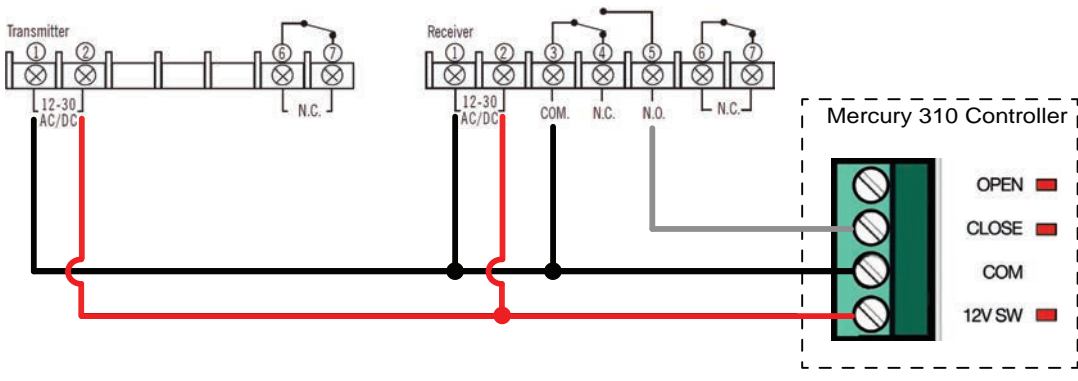 Transmitter
1 2 6 7
12-30
AC/DC
N.C.
Receiver
1 2 3 4 5 6 7
12-30
AC/DC
COM. N.C. N.O. N.C.
Mercury 310 Controller
OPEN
CLOSE
COM
12V SW